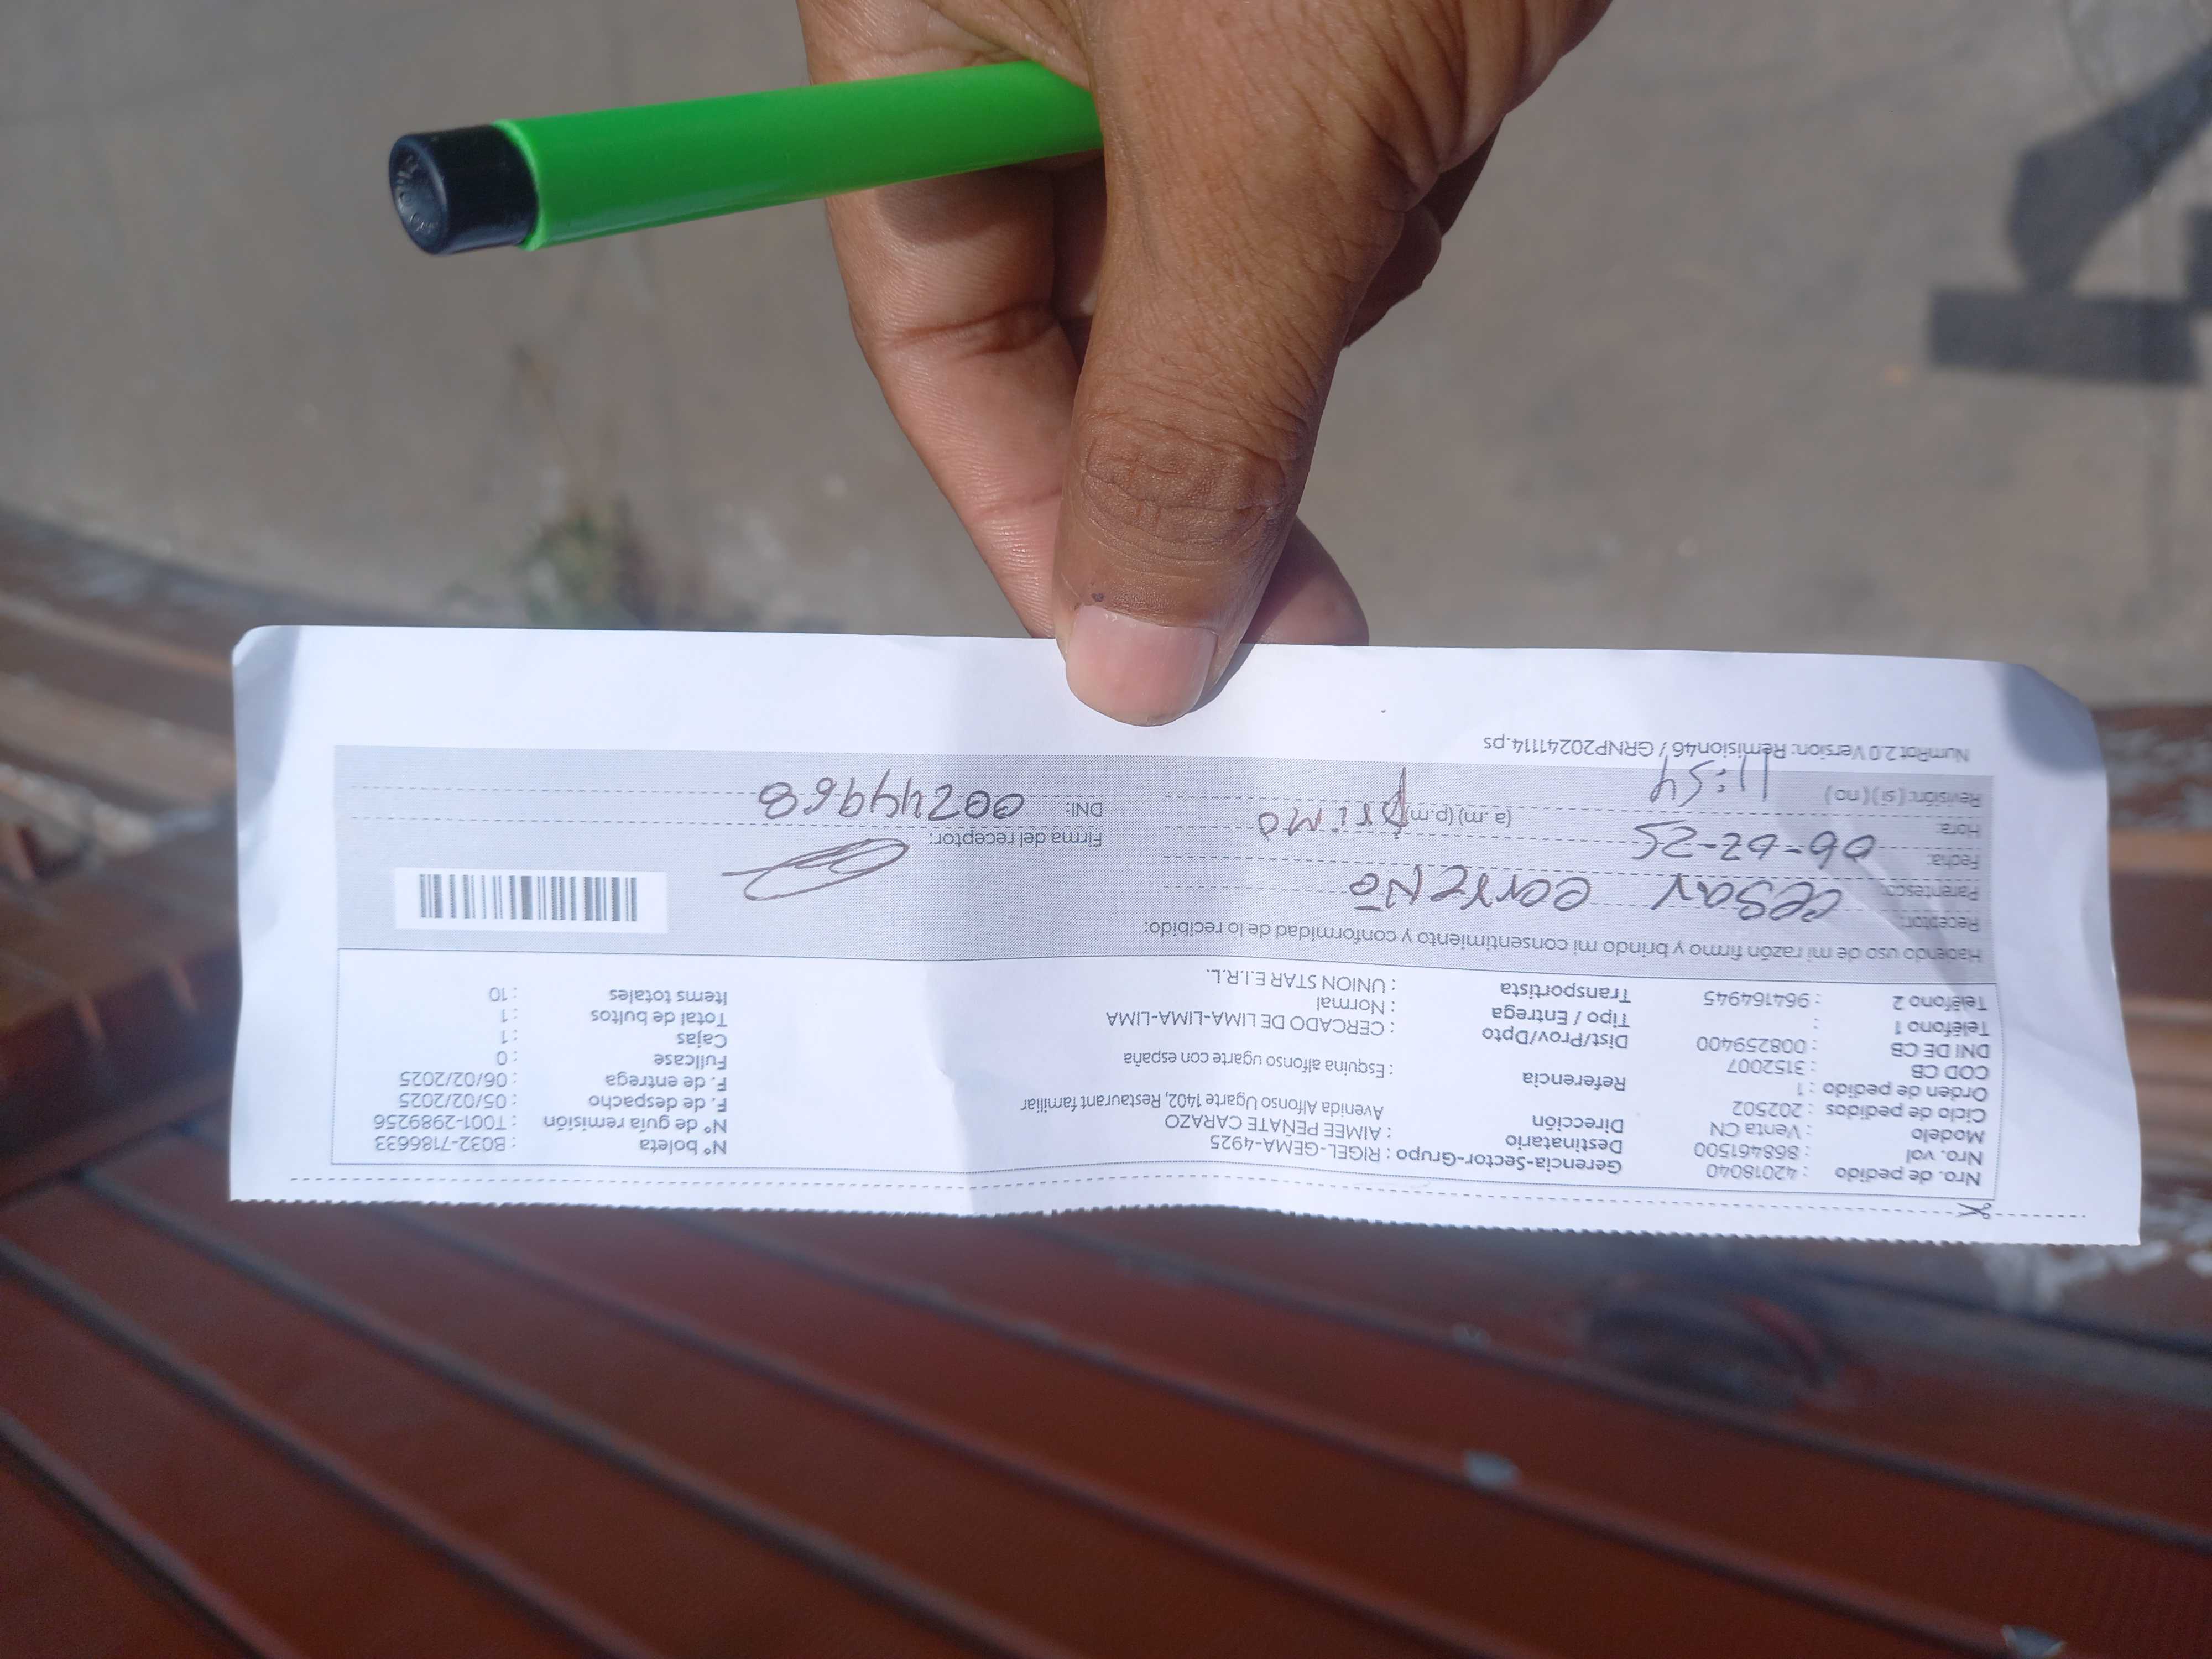 Nro. de pedido : 42018040
Nro. vol : 868461500
Modelo : Venta CN
Ciclo de pedidos : 202502
Orden de pedido : 1
COD CB : 3152007
DNI DE CB : 008259400
Teléfono 1 :
Teléfono 2 : 964164945
Gerencia-Sector-Grupo : RIGEL-GEMA-4925
Destinatario : AIMEE PENATE CARAZO
Dirección Avenida Alfonso Ugarte 1402, Restaurant familiar
Referencia : Esquina alfonso ugarte con españa
Dist/Prov/Dpto : CERCADO DE LIMA-LIMA-LIMA
Tipo / Entrega : Normal
Transportista : UNION STAR E.I.R.L.
N° boleta : B032-7186633
N° de guía remisión : T001-2989256
F. de despacho : 05/02/2025
F. de entrega : 06/02/2025
Fullcase : 0
Cajas : 1
Total de bultos : 1
Items totales : 10
Hacendo uso de mi razón firmo y brindo mi consentimiento y conformidad de lo recibido:
Receptor:
Parentesco: Cesar Carreño
Fecha: 06-02-25
Hora: (a .m) (p.m) primo
Revisión: ( si ) ( no ) 11:54
Firma del receptor:
DNI: 00244968
NumRot 2.0 Version: Remision46 / GRNP20241114.ps